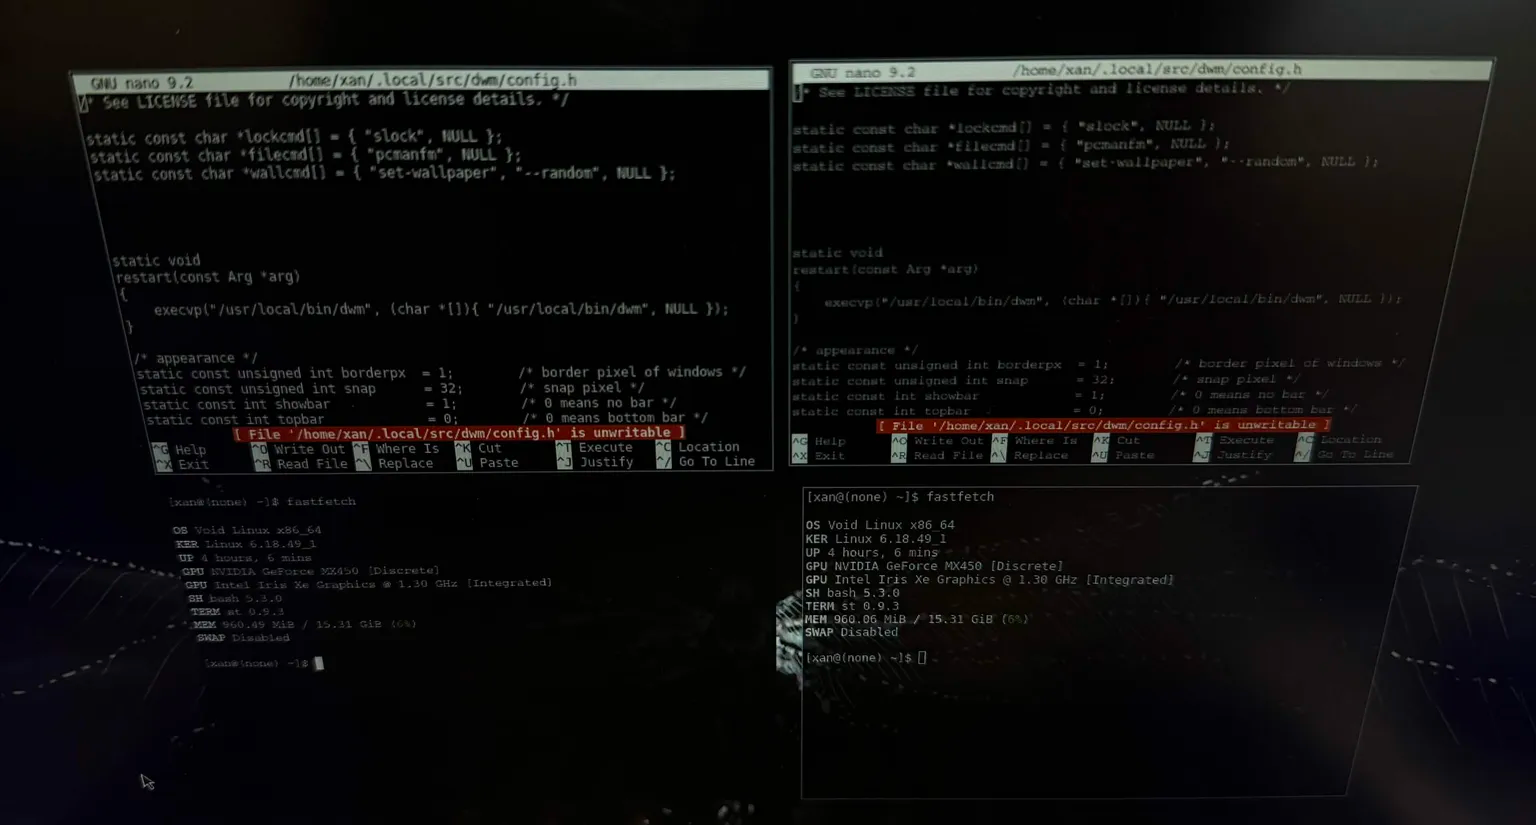 GNU nano 9.2 /home/xan/.local/src/dwm/config.h
/* See LICENSE file for copyright and license details. */
static const char *lockcmd[] = { "slock", NULL };
static const char *filecmd[] = { "pcmanfm", NULL };
static const char *wallcmd[] = { "set-wallpaper", "--random", NULL };
static void
restart(const Arg *arg)
{
execvp("/usr/local/bin/dwm", (char *[]){ "/usr/local/bin/dwm", NULL });
}
/* appearance */
static const unsigned int borderpx = 1; /* border pixel of windows */
static const unsigned int snap = 32; /* snap pixel */
static const int showbar = 1; /* 0 means no bar */
static const int topbar = 0; /* 0 means bottom bar */
[ File '/home/xan/.local/src/dwm/config.h' is unwritable ]
^G Help ^O Write Out ^F Where Is ^K Cut ^T Execute ^C Location
^X Exit ^R Read File ^\ Replace ^U Paste ^J Justify ^/ Go To Line
GNU nano 9.2 /home/xan/.local/src/dwm/config.h
/* See LICENSE file for copyright and license details. */
static const char *lockcmd[] = { "slock", NULL };
static const char *filecmd[] = { "pcmanfm", NULL };
static const char *wallcmd[] = { "set-wallpaper", "--random", NULL };
static void
restart(const Arg *arg)
{
execvp("/usr/local/bin/dwm", (char *[]){ "/usr/local/bin/dwm", NULL });
}
/* appearance */
static const unsigned int borderpx = 1; /* border pixel of windows */
static const unsigned int snap = 32; /* snap pixel */
static const int showbar = 1; /* 0 means no bar */
static const int topbar = 0; /* 0 means bottom bar */
[ File '/home/xan/.local/src/dwm/config.h' is unwritable ]
^G Help ^O Write Out ^F Where Is ^K Cut ^T Execute ^C Location
^X Exit ^R Read File ^\ Replace ^U Paste ^J Justify ^/ Go To Line
[xan@(none) ~]$ fastfetch
OS Void Linux x86_64
KER Linux 6.18.49_1
UP 4 hours, 6 mins
GPU NVIDIA GeForce MX450 [Discrete]
GPU Intel Iris Xe Graphics @ 1.30 GHz [Integrated]
SH bash 5.3.0
TERM st 0.9.3
MEM 960.49 MiB / 15.31 GiB (6%)
SWAP Disabled
[xan@(none) ~]$
[xan@(none) ~]$ fastfetch
OS Void Linux x86_64
KER Linux 6.18.49_1
UP 4 hours, 6 mins
GPU NVIDIA GeForce MX450 [Discrete]
GPU Intel Iris Xe Graphics @ 1.30 GHz [Integrated]
SH bash 5.3.0
TERM st 0.9.3
MEM 960.06 MiB / 15.31 GiB (6%)
SWAP Disabled
[xan@(none) ~]$